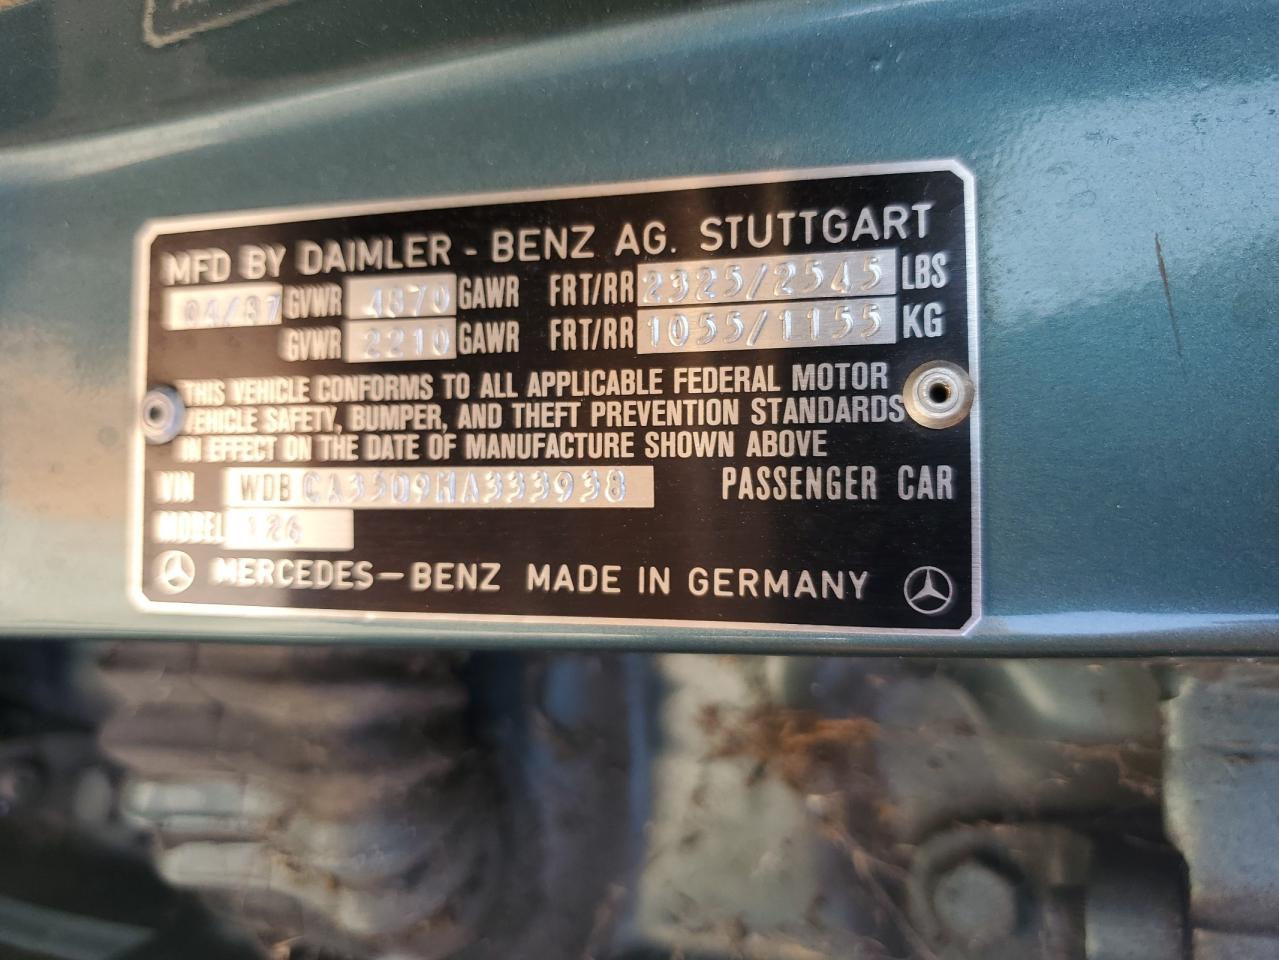 MFD BY DAIMLER - BENZ AG. STUTTGART
04/87 GVWR 4870 GAWR FRT/RR 2325/2545 LBS
GVWR 2210 GAWR FRT/RR 1055/1155 KG
THIS VEHICLE CONFORMS TO ALL APPLICABLE FEDERAL MOTOR
VEHICLE SAFETY, BUMPER, AND THEFT PREVENTION STANDARDS
IN EFFECT ON THE DATE OF MANUFACTURE SHOWN ABOVE
VIN WDB CA35D9HA333938 PASSENGER CAR
MODEL 126
MERCEDES-BENZ MADE IN GERMANY